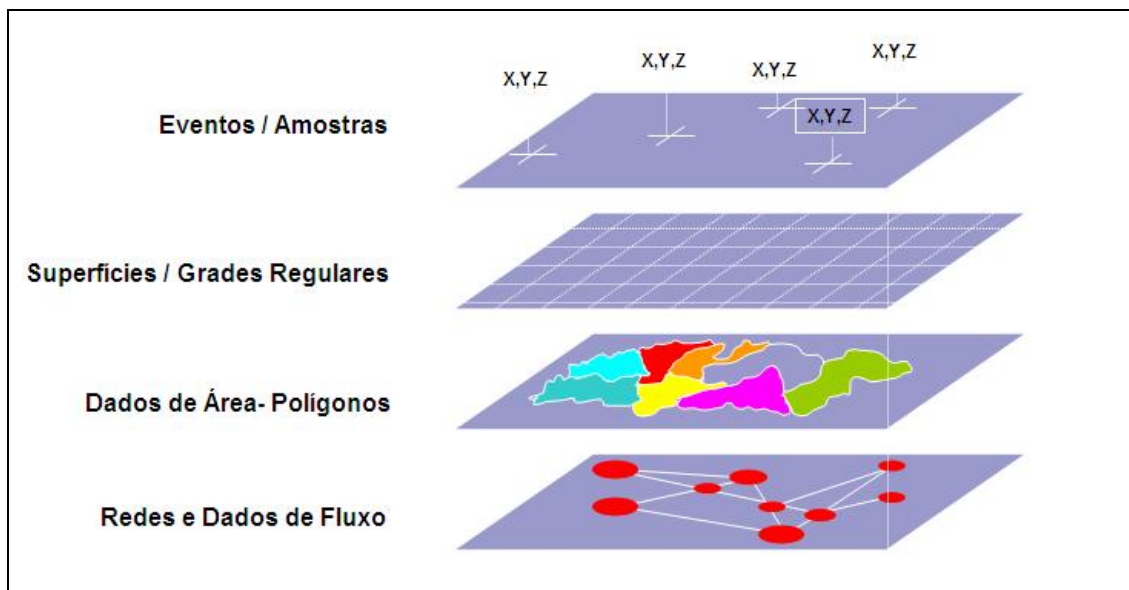 X,Y,Z
X,Y,Z
X,Y,Z
X,Y,Z
Eventos / Amostras
X,Y,Z
Superfícies / Grades Regulares
Dados de Área- Polígonos
Redes e Dados de Fluxo